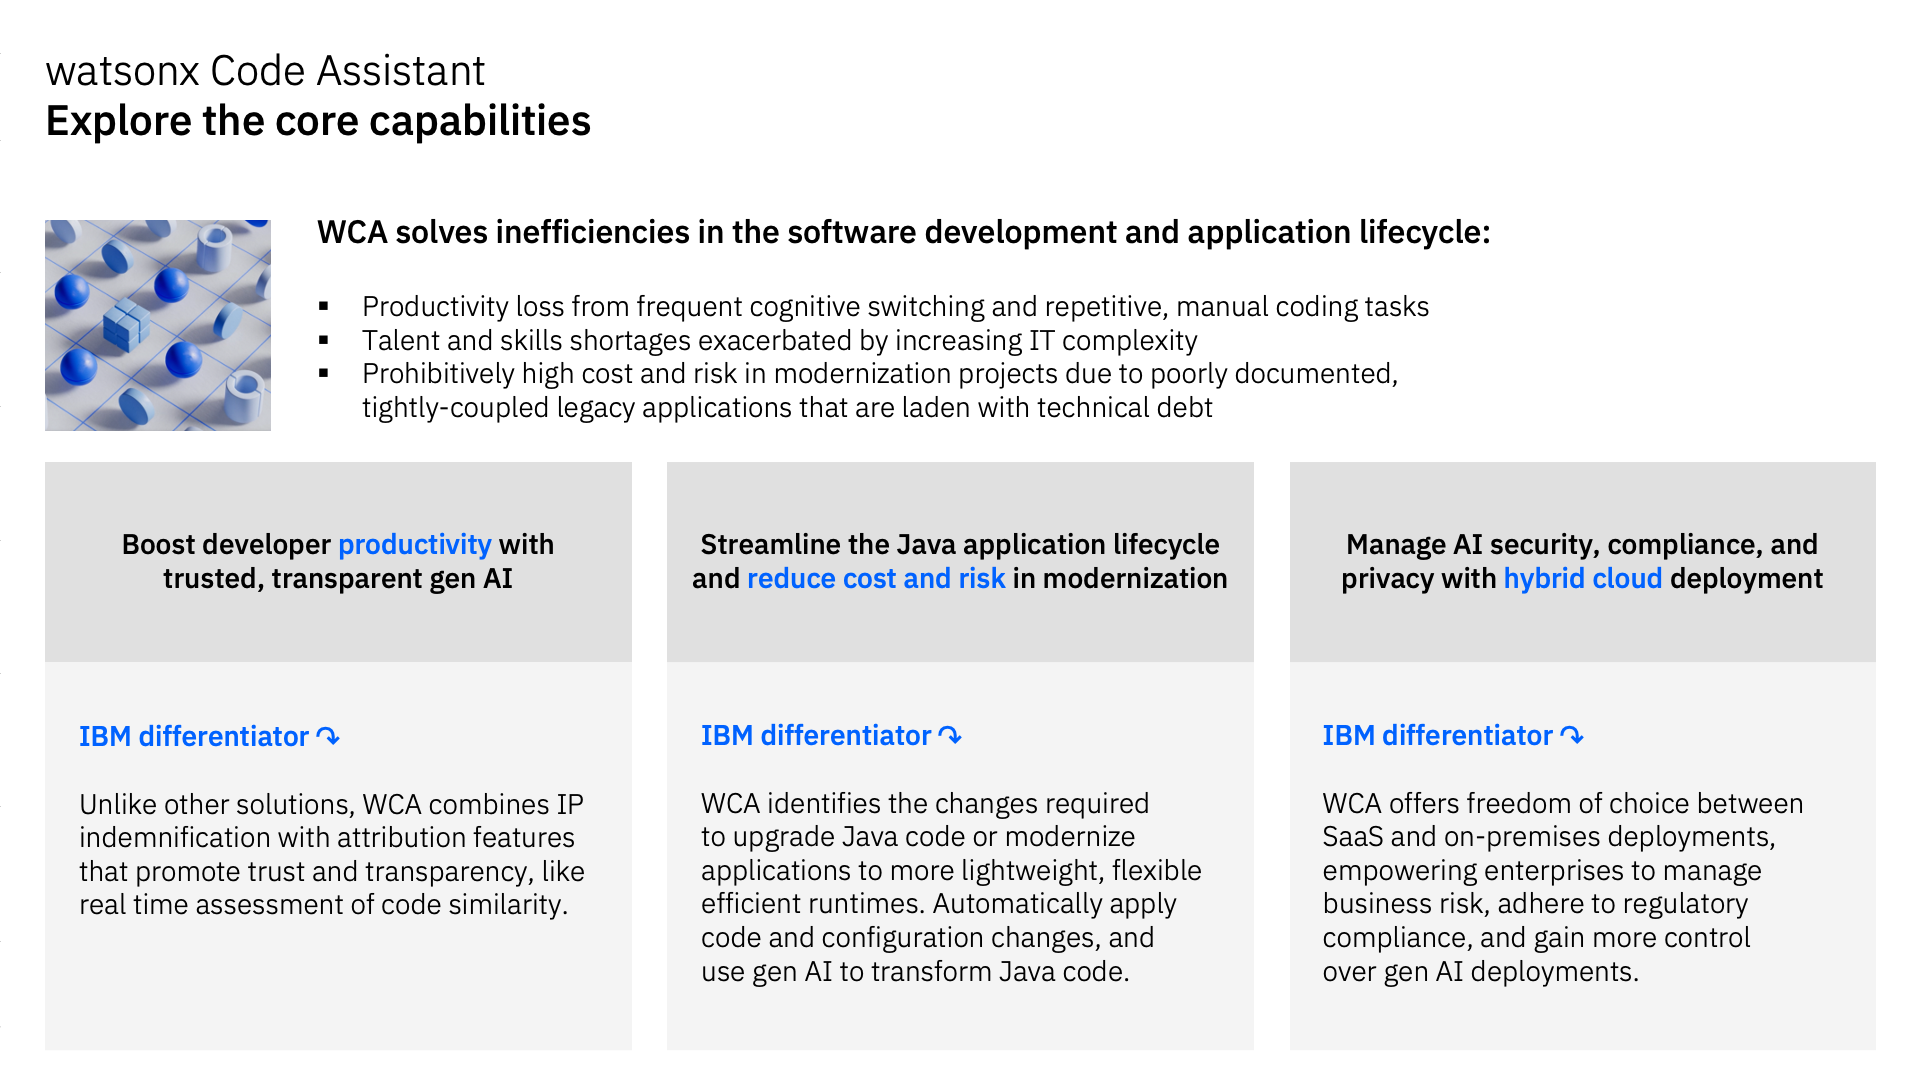 watsonx Code Assistant
Explore the core capabilities
WCA solves inefficiencies in the software development and application lifecycle:
▪ Productivity loss from frequent cognitive switching and repetitive, manual coding tasks
▪ Talent and skills shortages exacerbated by increasing IT complexity
▪ Prohibitively high cost and risk in modernization projects due to poorly documented,
tightly-coupled legacy applications that are laden with technical debt
Boost developer productivity with
trusted, transparent gen AI
IBM differentiator ↷
Unlike other solutions, WCA combines IP
indemnification with attribution features
that promote trust and transparency, like
real time assessment of code similarity.
Streamline the Java application lifecycle
and reduce cost and risk in modernization
IBM differentiator ↷
WCA identifies the changes required
to upgrade Java code or modernize
applications to more lightweight, flexible
efficient runtimes. Automatically apply
code and configuration changes, and
use gen AI to transform Java code.
Manage AI security, compliance, and
privacy with hybrid cloud deployment
IBM differentiator ↷
WCA offers freedom of choice between
SaaS and on-premises deployments,
empowering enterprises to manage
business risk, adhere to regulatory
compliance, and gain more control
over gen AI deployments.